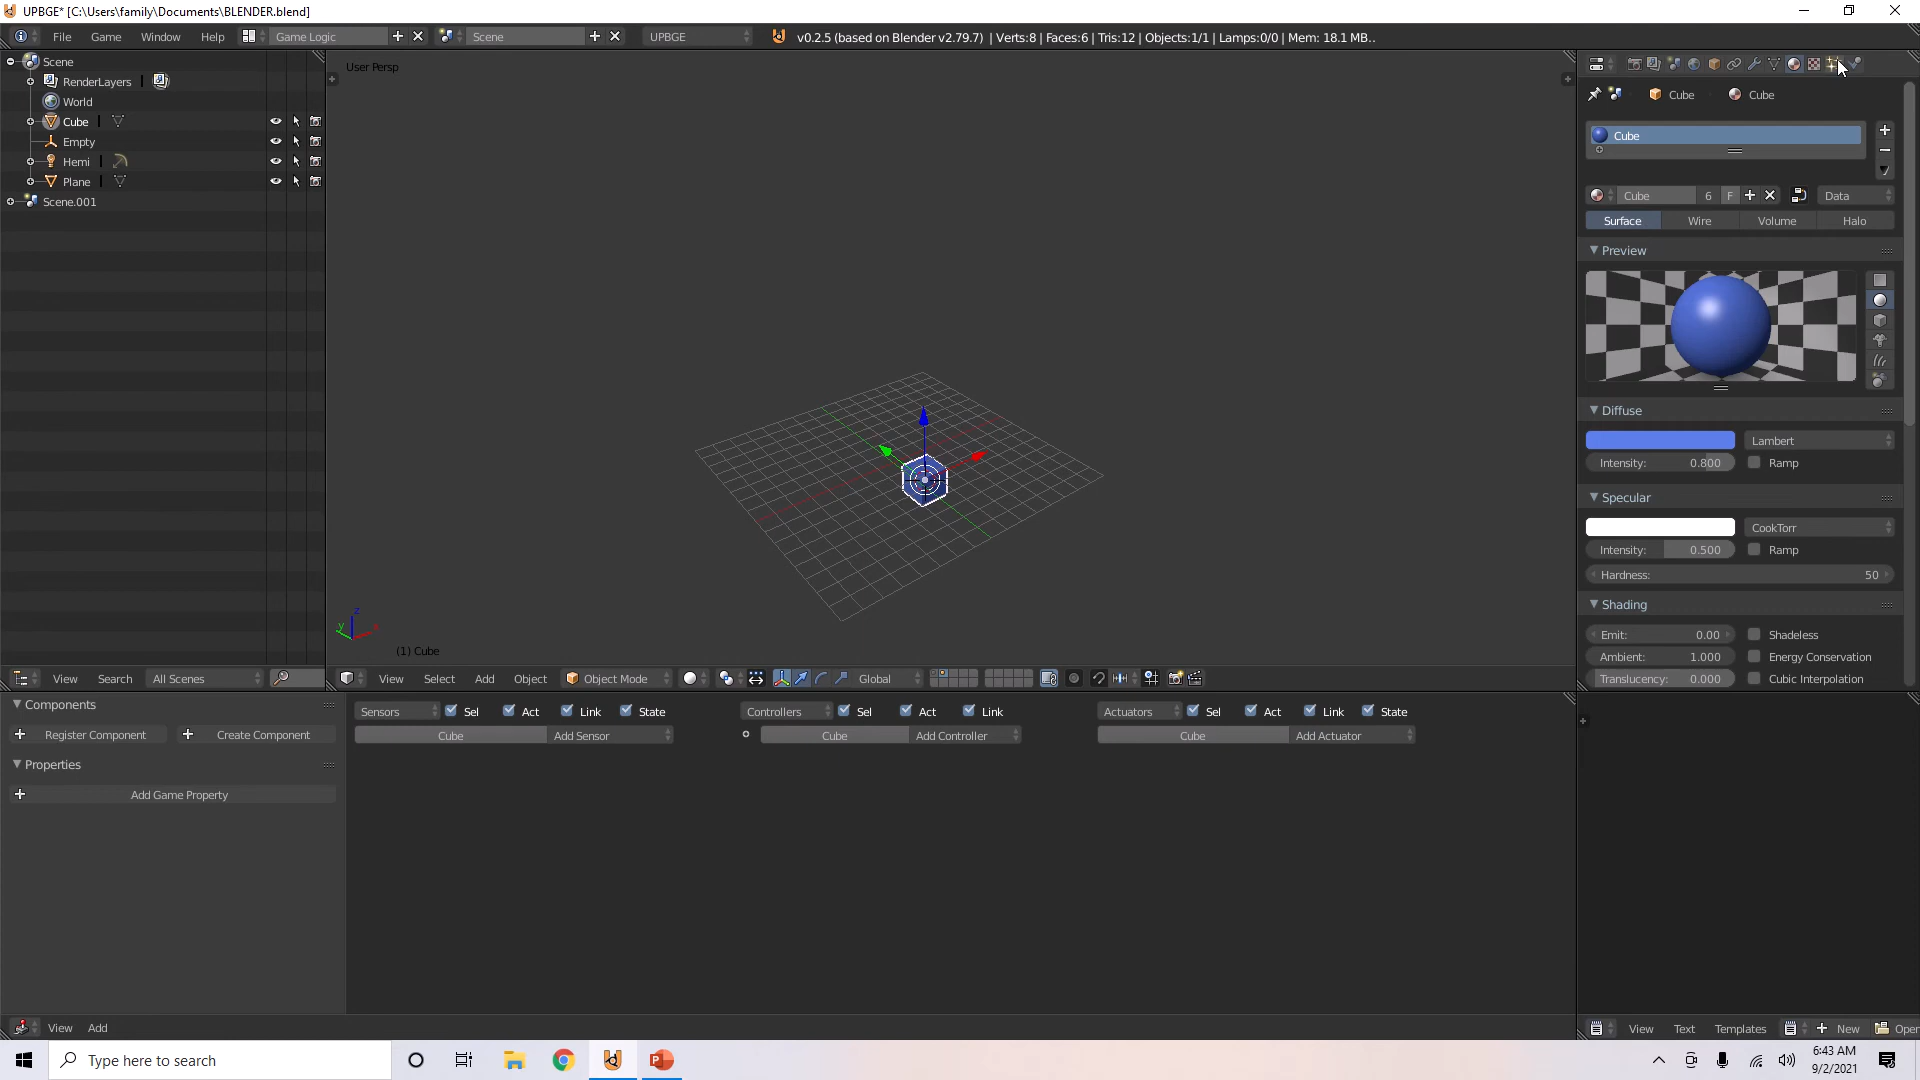 UPBGE* [C:\Users\family\Documents\BLENDER.blend]
File Game Window Help Game Logic Scene UPBGE v0.2.5 (based on Blender v2.79.7) | Verts:8 | Faces:6 | Tris:12 | Objects:1/1 | Lamps:0/0 | Mem: 18.1 MB..
Scene
RenderLayers
World
Cube
Empty
Hemi
Plane
Scene.001
View Search All Scenes
User Persp
z
y
x
(1) Cube
View Select Add Object Object Mode Global
Cube Cube
Cube
Cube 6 F Data
Surface Wire Volume Halo
Preview
Diffuse
Lambert
Intensity: 0.800 Ramp
Specular
CookTorr
Intensity: 0.500 Ramp
Hardness: 50
Shading
Emit: 0.00 Shadeless
Ambient: 1.000 Energy Conservation
Translucency: 0.000 Cubic Interpolation
Components
Register Component Create Component
Properties
Add Game Property
Sensors Sel Act Link State Controllers Sel Act Link Actuators Sel Act Link State
Cube Add Sensor Cube Add Controller Cube Add Actuator
View Add
View Text Templates New Open
Type here to search
6:43 AM
9/2/2021